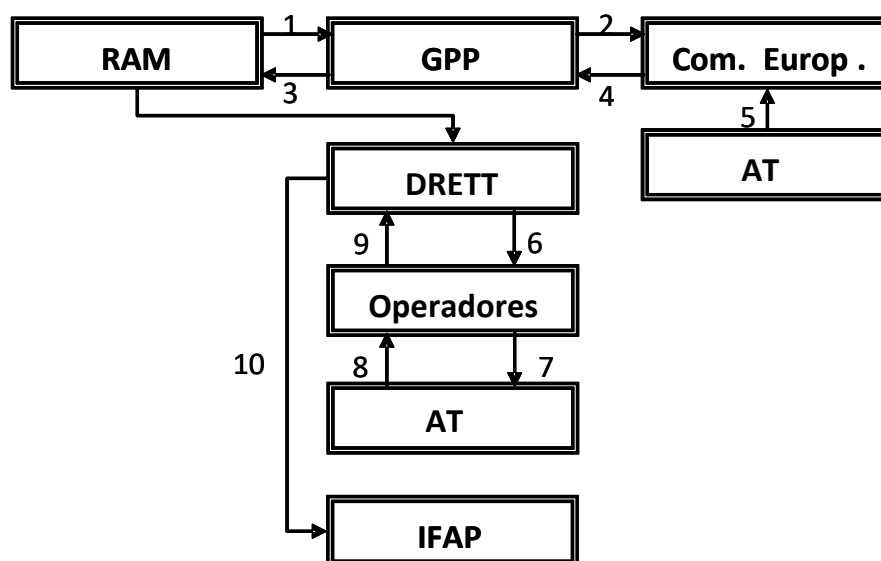 1 2
RAM GPP Com. Europ .
3 4
5
DRETT AT
9 6
Operadores
10 8 7
AT
IFAP